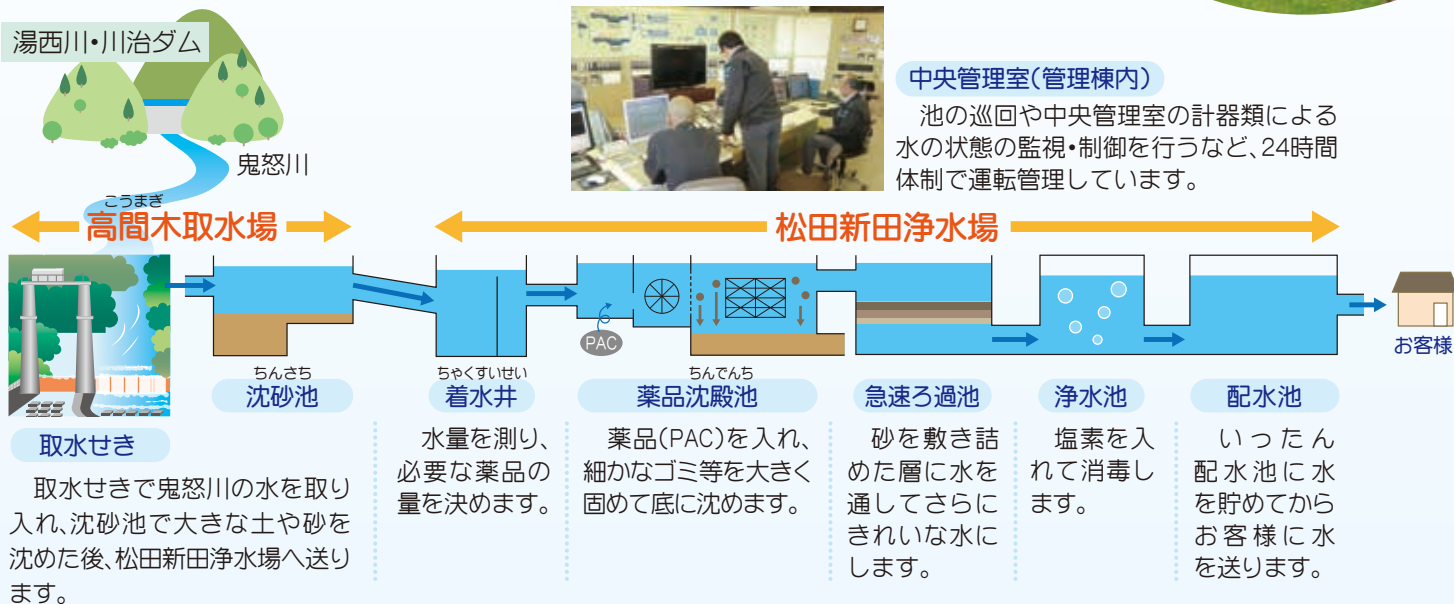 湯西川・川治ダム
鬼怒川
中央管理室(管理棟内)
池の巡回や中央管理室の計器類による
水の状態の監視・制御を行うなど、24時間
体制で運転管理しています。
こうまぎ
高間木取水場
松田新田浄水場
PAC
お客様
取水せき
取水せきで鬼怒川の水を取り
入れ、沈砂池で大きな土や砂を
沈めた後、松田新田浄水場へ送り
ます。
ちんさち
沈砂池
ちゃくすいせい
着水井
水量を測り、
必要な薬品の
量を決めます。
ちんでんち
薬品沈殿池
薬品(PAC)を入れ、
細かなゴミ等を大きく
固めて底に沈めます。
急速ろ過池
砂を敷き詰
めた層に水を
通してさらに
きれいな水に
します。
浄水池
塩素を入
れて消毒し
ます。
配水池
いったん
配水池に水
を貯めてから
お客様に水
を送ります。